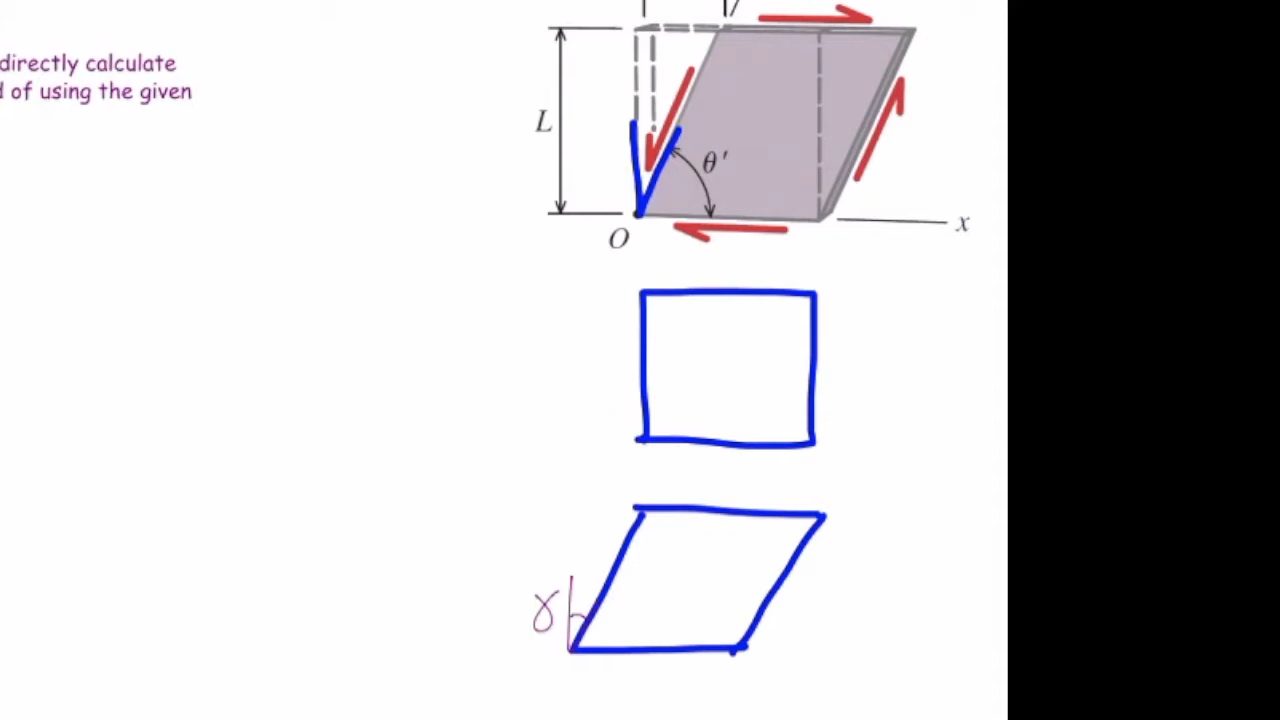 directly calculate
d of using the given
L
θ'
x
O
γ